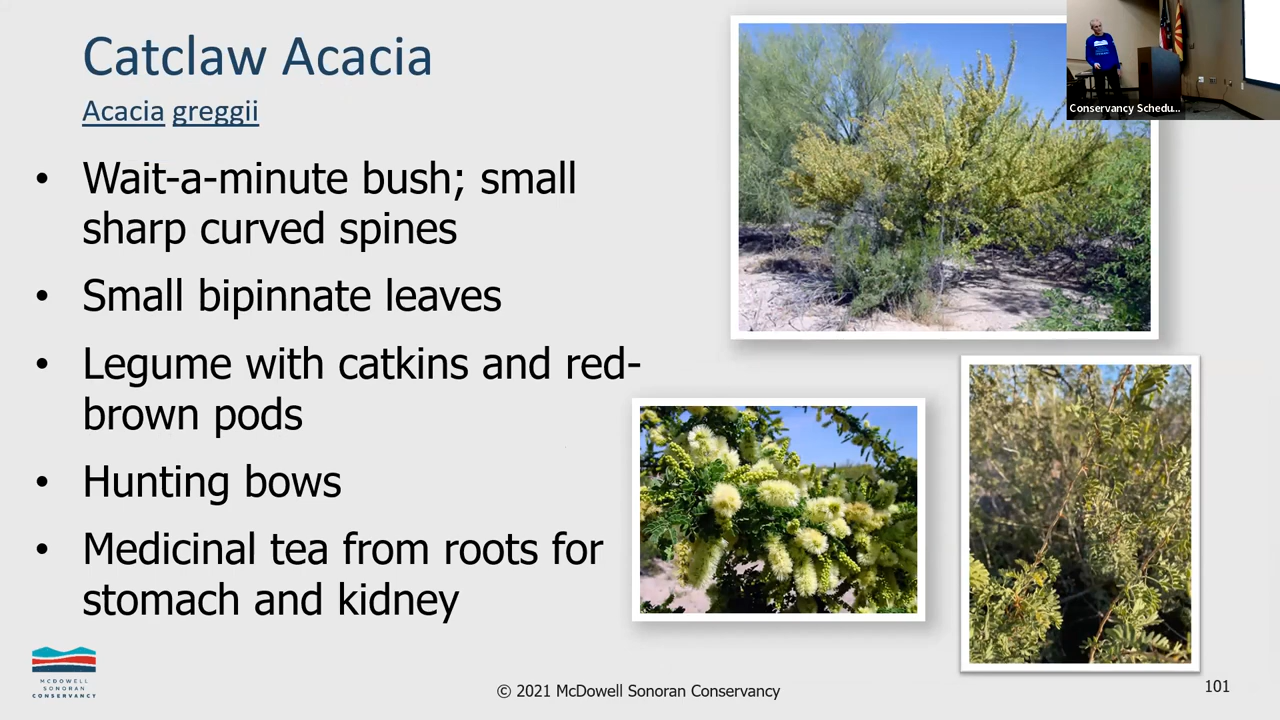 Catclaw Acacia
Acacia greggii
• Wait-a-minute bush; small
sharp curved spines
• Small bipinnate leaves
• Legume with catkins and red-
brown pods
• Hunting bows
• Medicinal tea from roots for
stomach and kidney
Conservancy Schedu...
MCDOWELL
SONORAN
CONSERVANCY
© 2021 McDowell Sonoran Conservancy
101